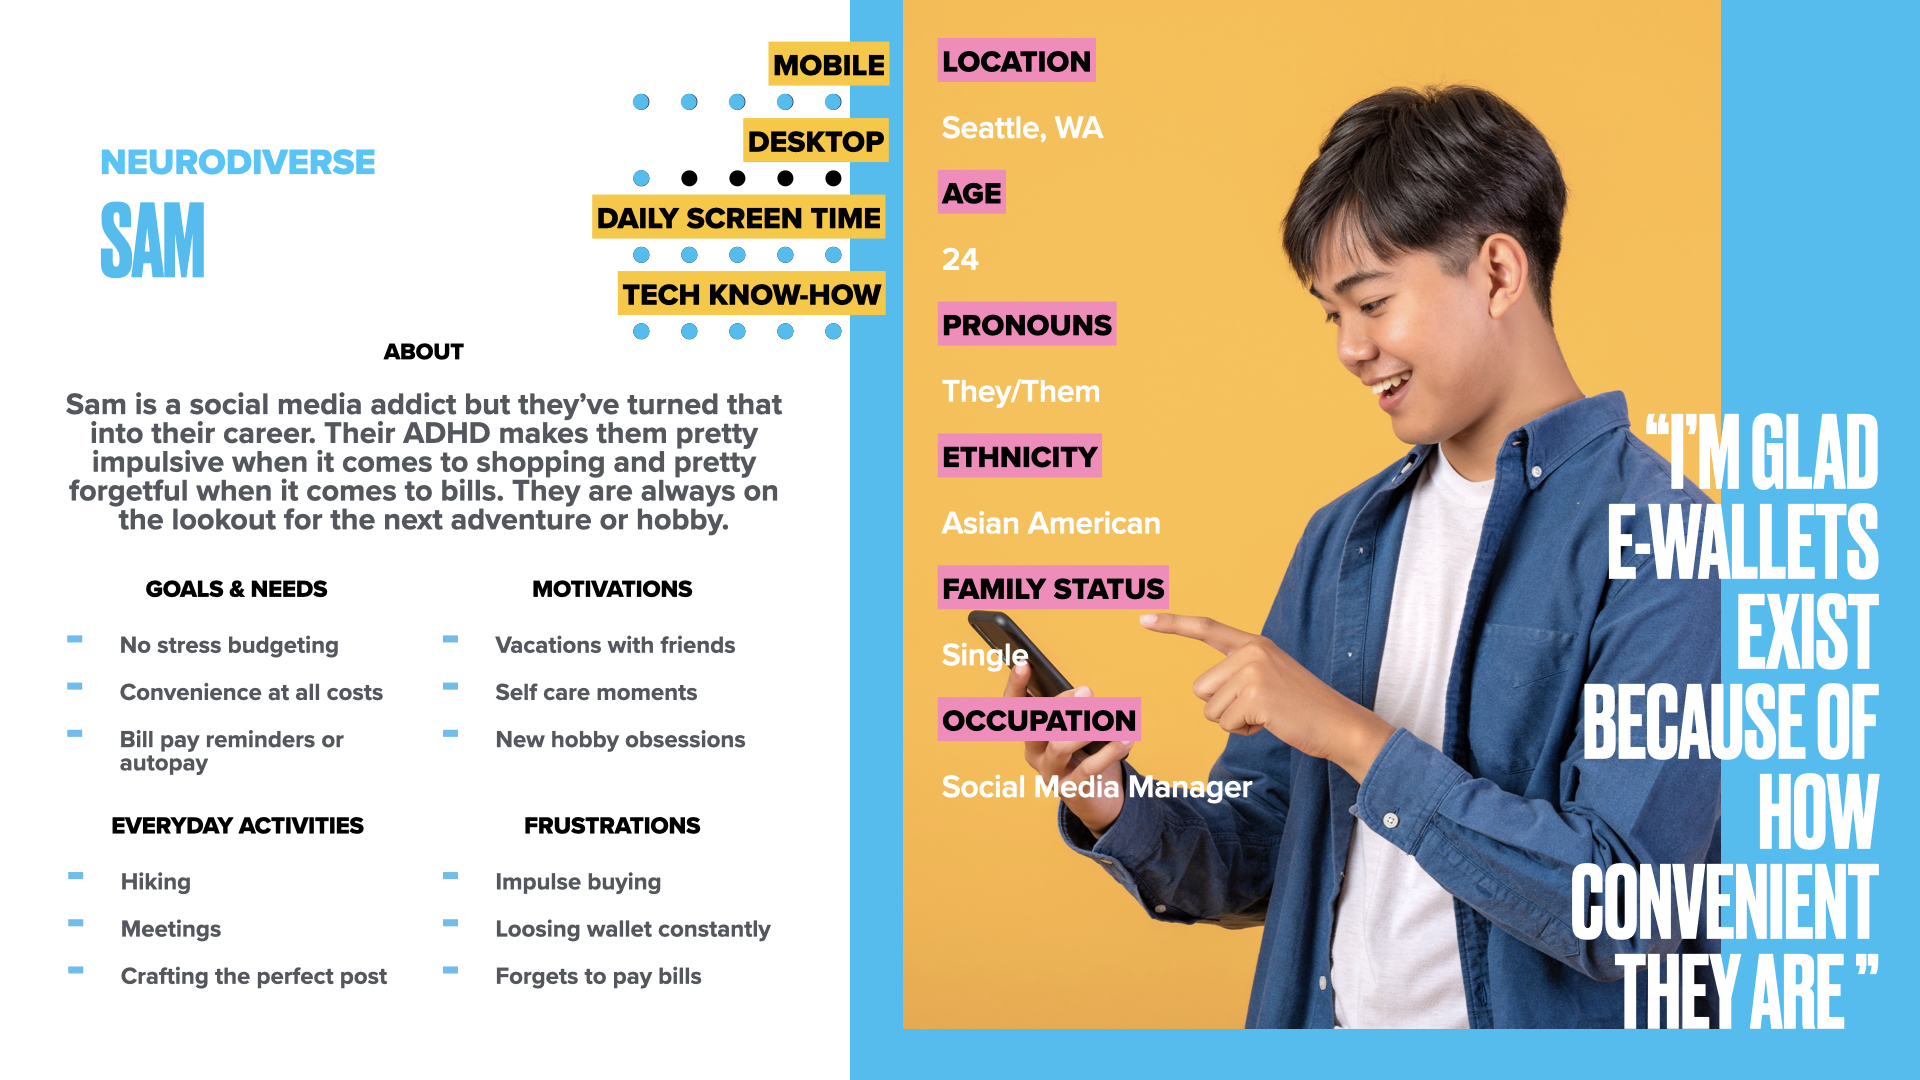 NEURODIVERSE
SAM
MOBILE
DESKTOP
DAILY SCREEN TIME
TECH KNOW-HOW
ABOUT
Sam is a social media addict but they’ve turned that
into their career. Their ADHD makes them pretty
impulsive when it comes to shopping and pretty
forgetful when it comes to bills. They are always on
the lookout for the next adventure or hobby.
GOALS & NEEDS
No stress budgeting
Convenience at all costs
Bill pay reminders or
autopay
MOTIVATIONS
Vacations with friends
Self care moments
New hobby obsessions
EVERYDAY ACTIVITIES
Hiking
Meetings
Crafting the perfect post
FRUSTRATIONS
Impulse buying
Loosing wallet constantly
Forgets to pay bills
LOCATION
Seattle, WA
AGE
24
PRONOUNS
They/Them
ETHNICITY
Asian American
FAMILY STATUS
Single
OCCUPATION
Social Media Manager
“I’M GLAD
E-WALLETS
EXIST
BECAUSE OF
HOW
CONVENIENT
THEY ARE ”